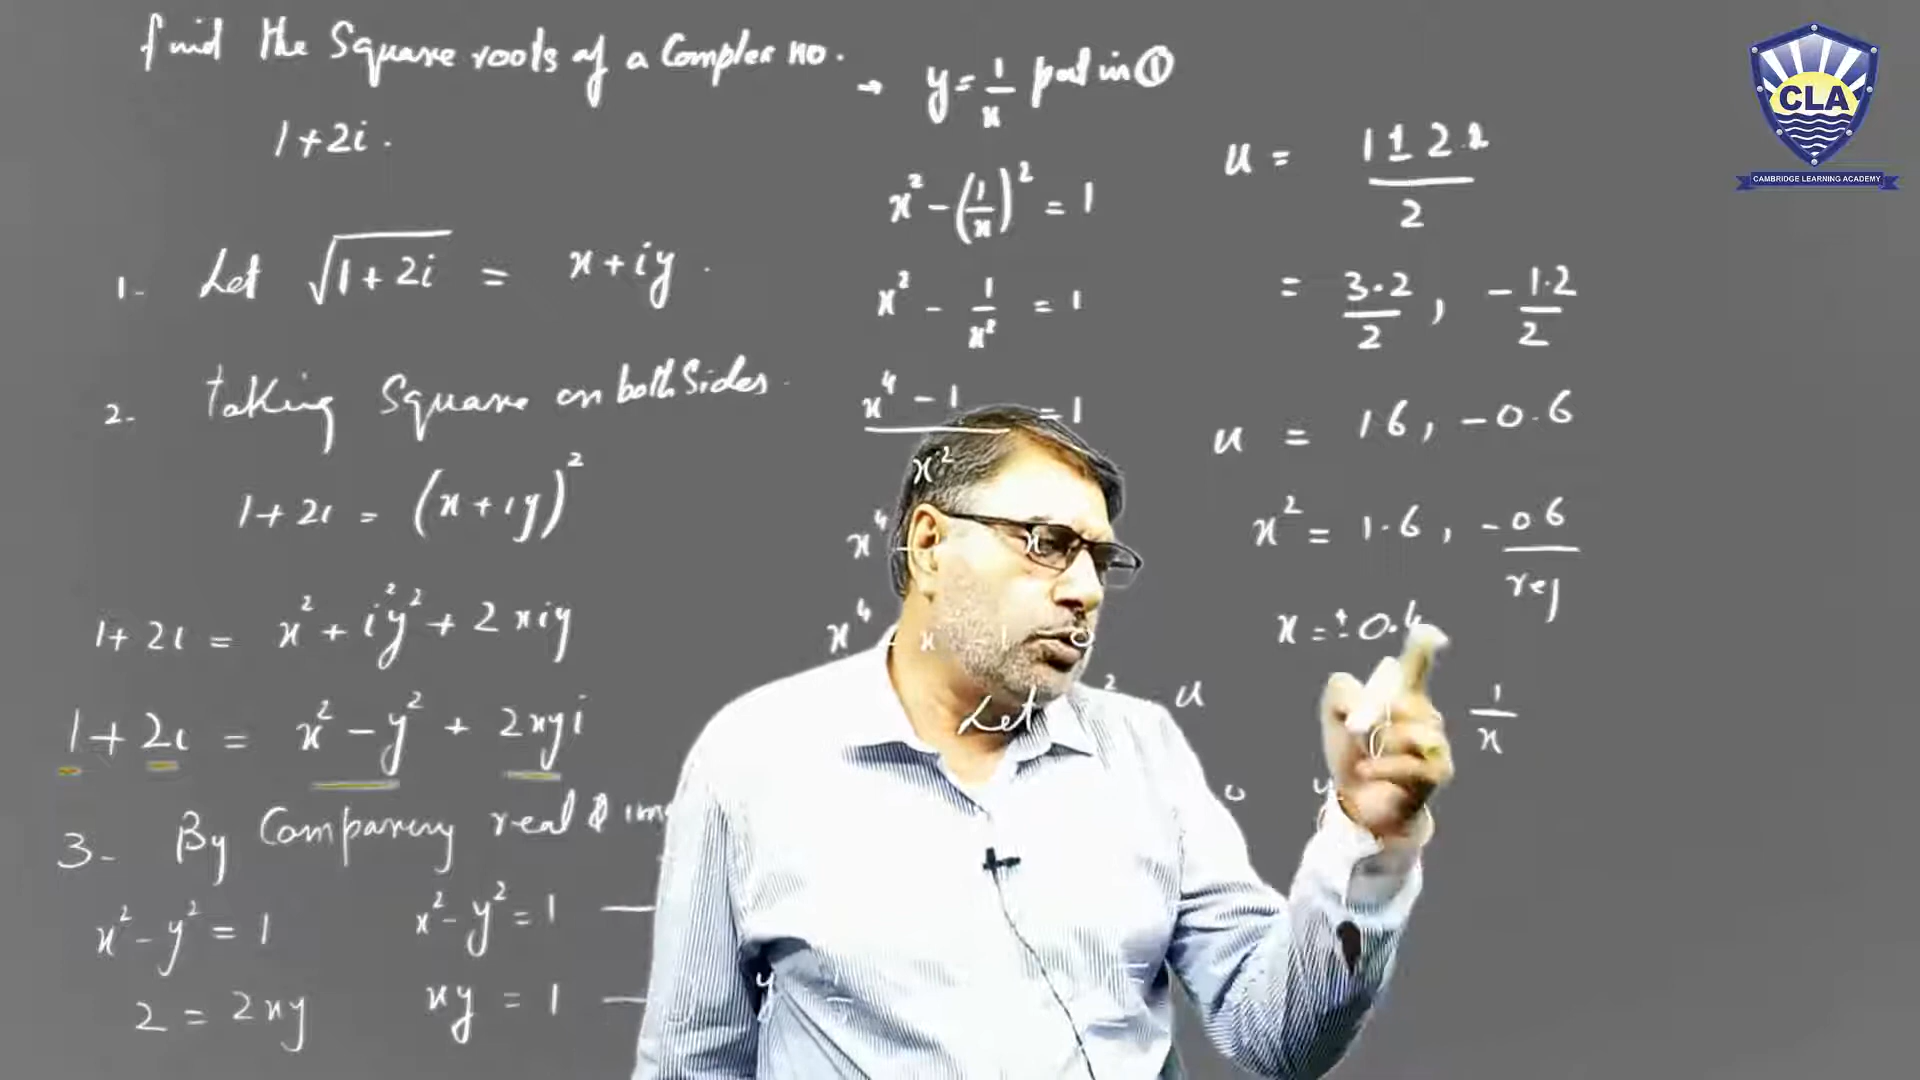 find the Square roots of a Complex no.
1+2i.
1- Let √(1+2i) = x+iy.
2- taking Square on both Sides.
1+2i = (x+iy)²
1+2i = x²+i²y²+2xiy
1+2i = x²-y² + 2xyi
3- By Comparing real &
x²-y² = 1
x²-y² = 1
2 = 2xy
xy = 1
→ y = 1/x put in ①
x² - (1/x)² = 1
x² - 1/x² = 1
(x⁴ - 1)/x² = 1
Let
u
u = (1 ± 2.2)/2
= 3.2/2 , -1.2/2
u = 1.6, -0.6
x² = 1.6, -0.6
rej
x = ±
1/x
CLA
CAMBRIDGE LEARNING ACADEMY